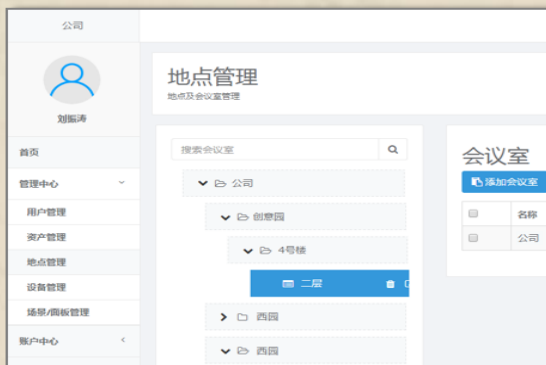 公司
刘振涛
首页
管理中心
用户管理
资产管理
地点管理
设备管理
场景/面板管理
账户中心
地点管理
地点及会议室管理
搜索会议室
公司
创意园
4号楼
二层
西园
西园
会议室
添加会议室
名称
公司